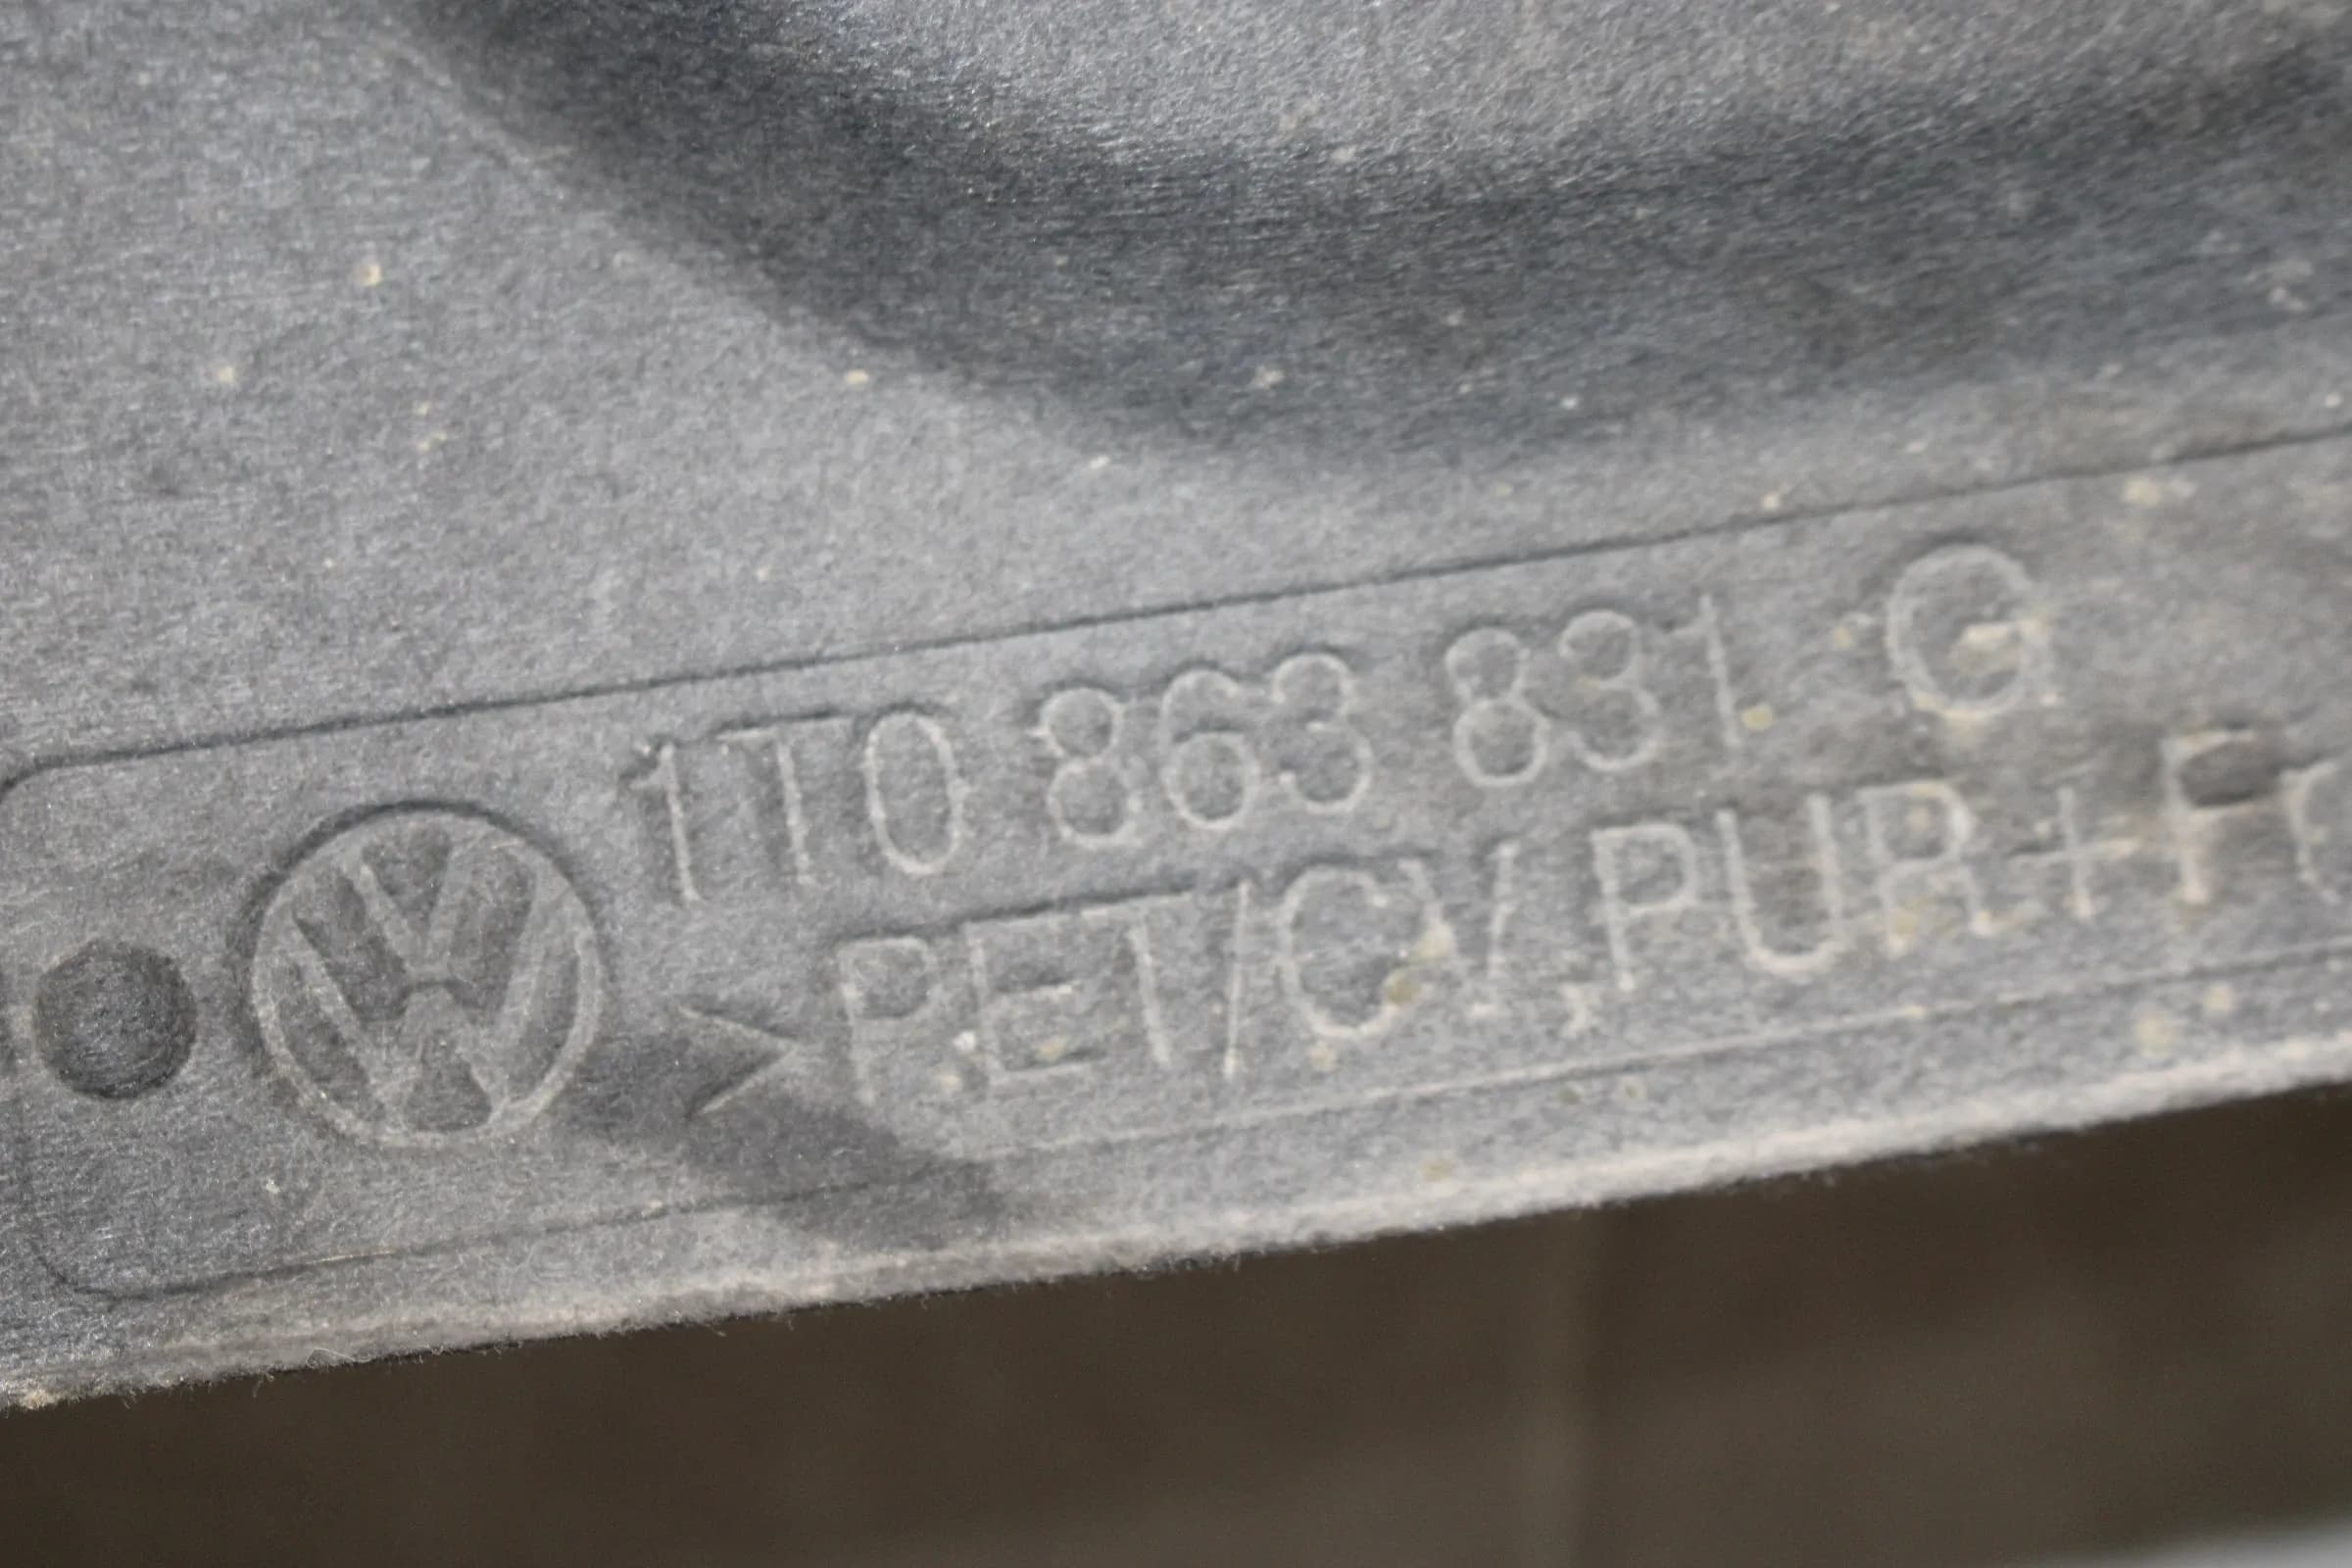 1T0 863 831 G
>PET/CV,PUR+